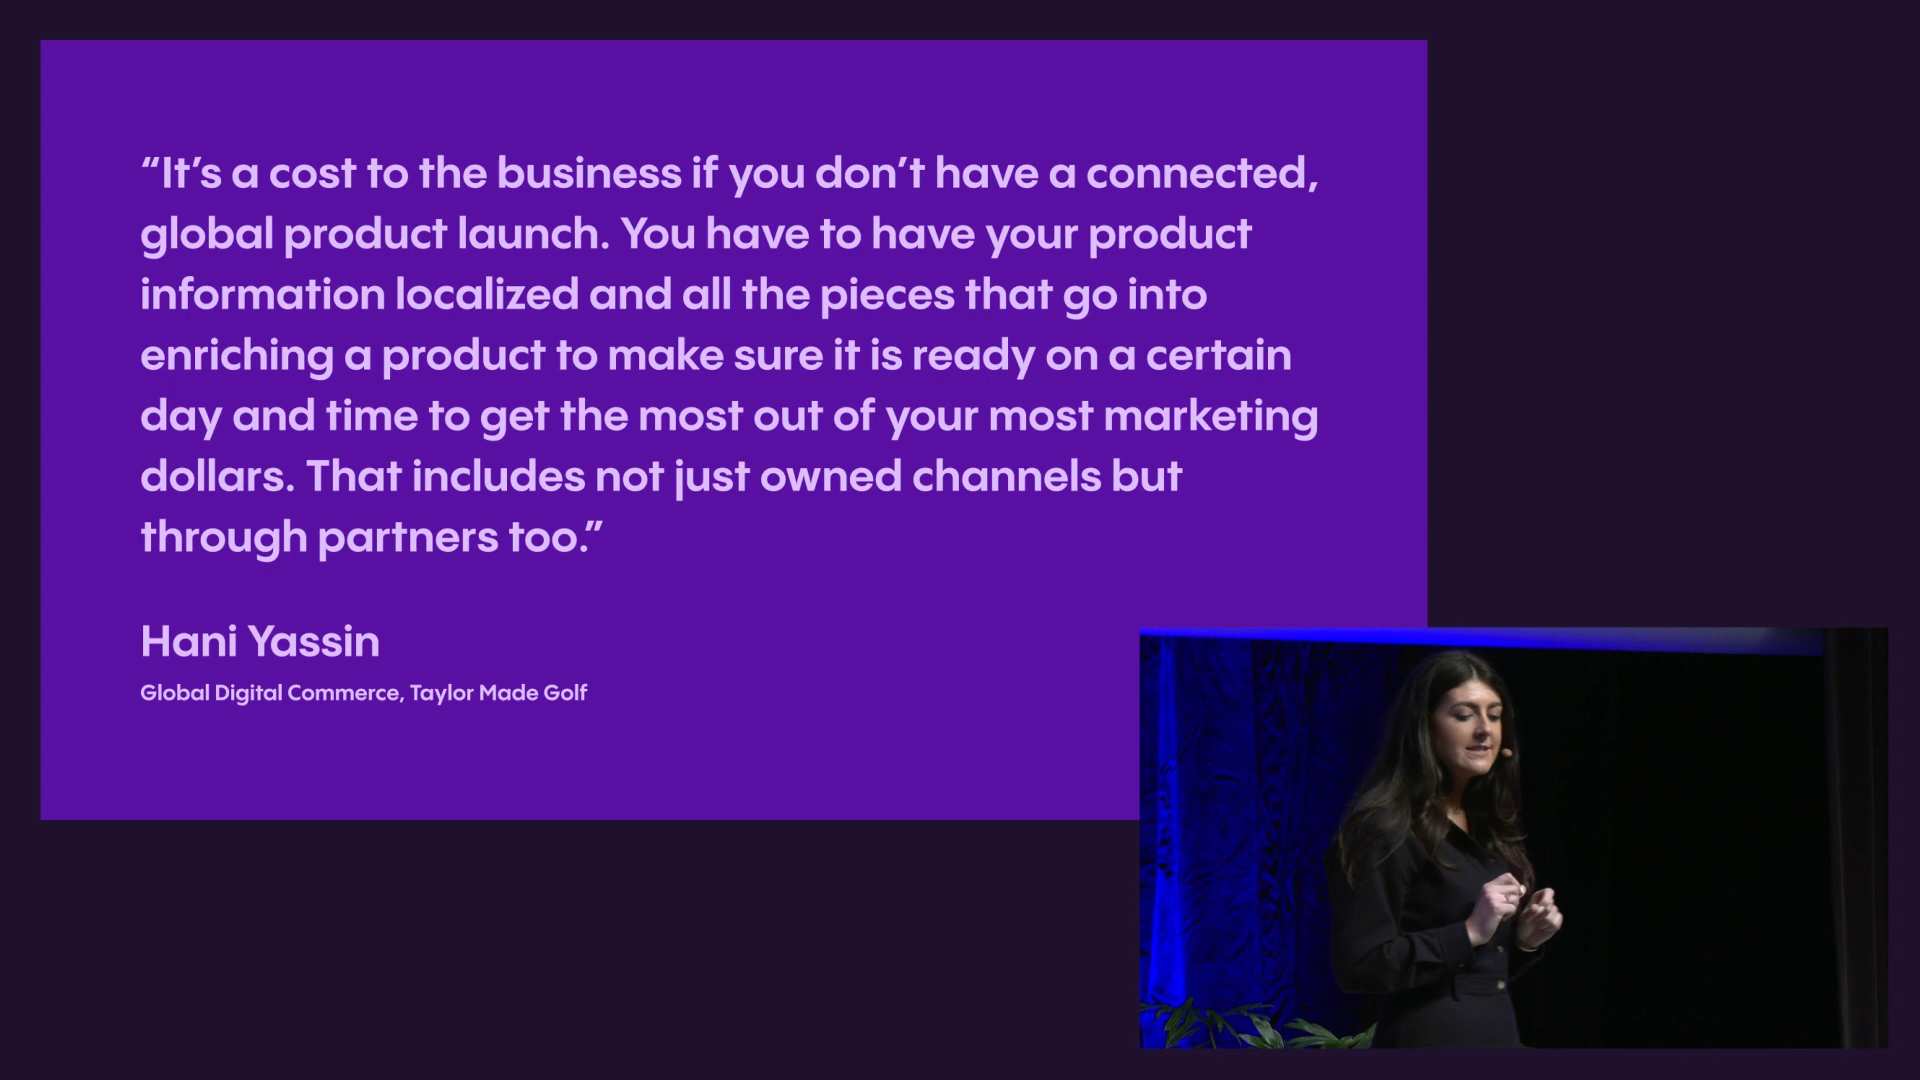 “It’s a cost to the business if you don’t have a connected,
global product launch. You have to have your product
information localized and all the pieces that go into
enriching a product to make sure it is ready on a certain
day and time to get the most out of your most marketing
dollars. That includes not just owned channels but
through partners too.”
Hani Yassin
Global Digital Commerce, Taylor Made Golf